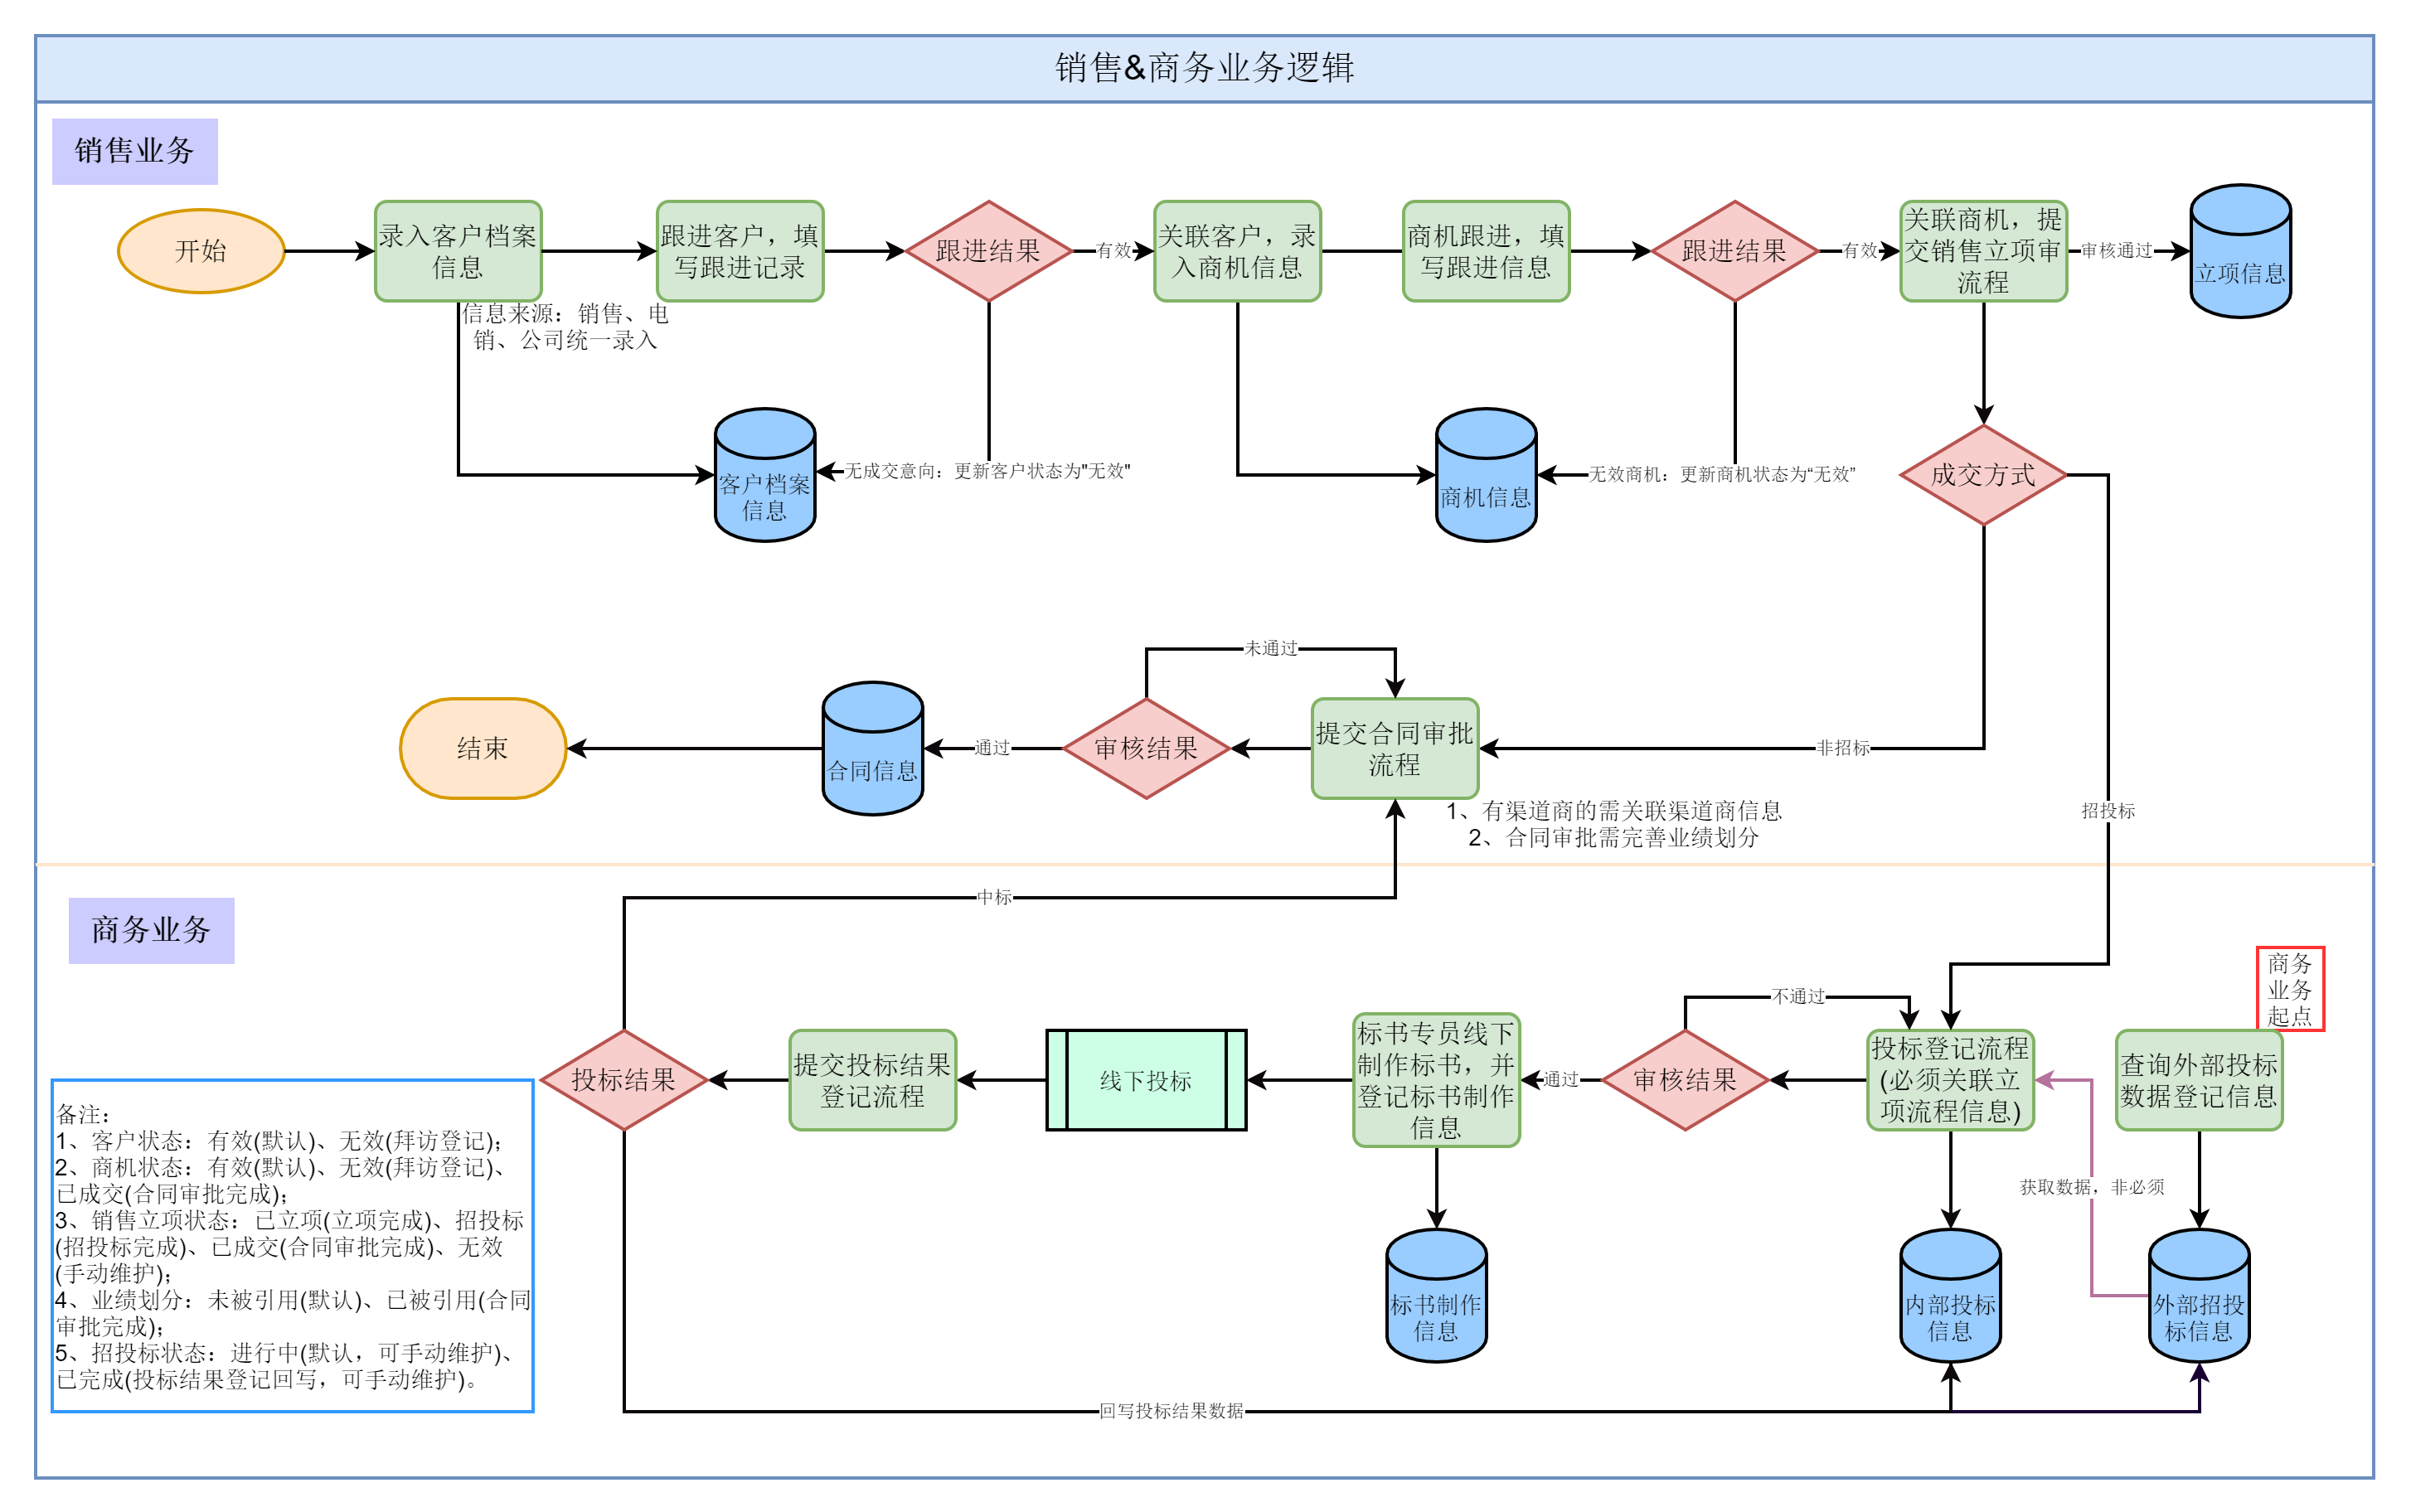 销售&商务业务逻辑
销售业务
开始
录入客户档案
信息
跟进客户，填
写跟进记录
跟进结果
有效
关联客户，录
入商机信息
商机跟进，填
写跟进信息
跟进结果
有效
关联商机，提
交销售立项审
流程
审核通过
立项信息
信息来源：销售、电
销、公司统一录入
客户档案
信息
无成交意向：更新客户状态为"无效"
商机信息
无效商机：更新商机状态为“无效”
成交方式
未通过
结束
合同信息
通过
审核结果
提交合同审批
流程
非招标
1、有渠道商的需关联渠道商信息
2、合同审批需完善业绩划分
招投标
商务业务
中标
商务
业务
起点
不通过
投标结果
提交投标结果
登记流程
线下投标
标书专员线下
制作标书，并
登记标书制作
信息
通过
审核结果
投标登记流程
(必须关联立
项流程信息)
查询外部投标
数据登记信息
获取数据，非必须
标书制作
信息
内部投标
信息
外部招投
标信息
回写投标结果数据
备注：
1、客户状态：有效(默认)、无效(拜访登记)；
2、商机状态：有效(默认)、无效(拜访登记)、
已成交(合同审批完成)；
3、销售立项状态：已立项(立项完成)、招投标
(招投标完成)、已成交(合同审批完成)、无效
(手动维护)；
4、业绩划分：未被引用(默认)、已被引用(合同
审批完成)；
5、招投标状态：进行中(默认，可手动维护)、
已完成(投标结果登记回写，可手动维护)。